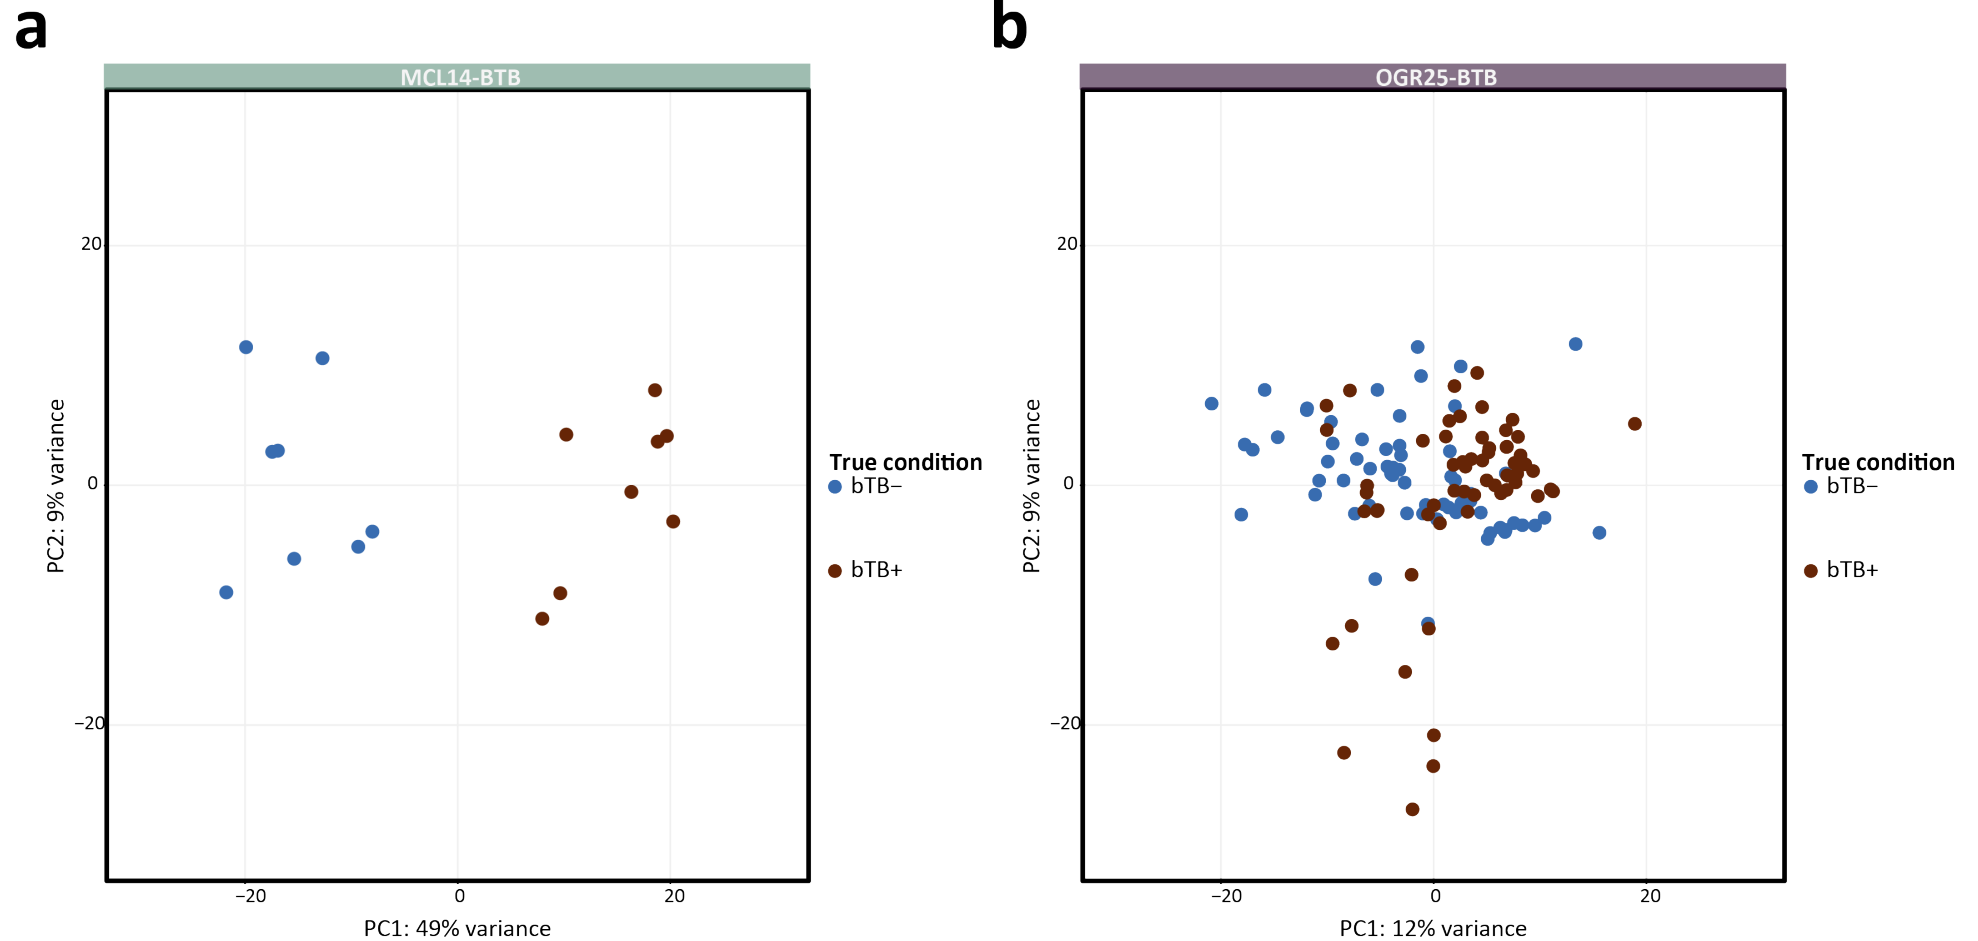 a
MCL14-BTB
20
0
−20
−20
0
20
PC2: 9% variance
PC1: 49% variance
True condition
bTB−
bTB+
b
OGR25-BTB
20
0
−20
−20
0
20
PC2: 9% variance
PC1: 12% variance
True condition
bTB−
bTB+